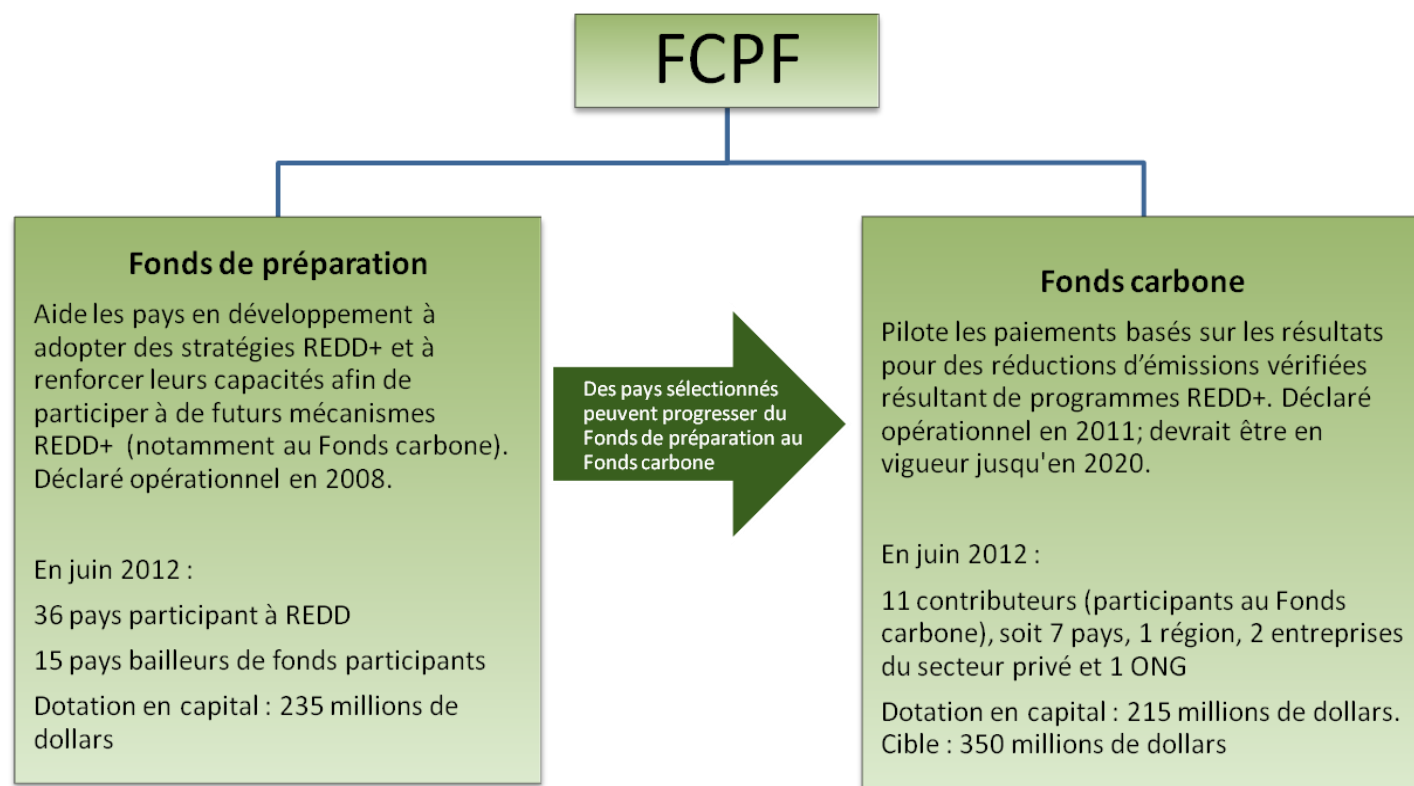 FCPF
Fonds de préparation
Aide les pays en développement à
adopter des stratégies REDD+ et à
renforcer leurs capacités afin de
participer à de futurs mécanismes
REDD+ (notamment au Fonds carbone).
Déclaré opérationnel en 2008.
En juin 2012 :
36 pays participant à REDD
15 pays bailleurs de fonds participants
Dotation en capital : 235 millions de
dollars
Des pays sélectionnés
peuvent progresser du
Fonds de préparation au
Fonds carbone
Fonds carbone
Pilote les paiements basés sur les résultats
pour des réductions d’émissions vérifiées
résultant de programmes REDD+. Déclaré
opérationnel en 2011; devrait être en
vigueur jusqu'en 2020.
En juin 2012 :
11 contributeurs (participants au Fonds
carbone), soit 7 pays, 1 région, 2 entreprises
du secteur privé et 1 ONG
Dotation en capital : 215 millions de dollars.
Cible : 350 millions de dollars